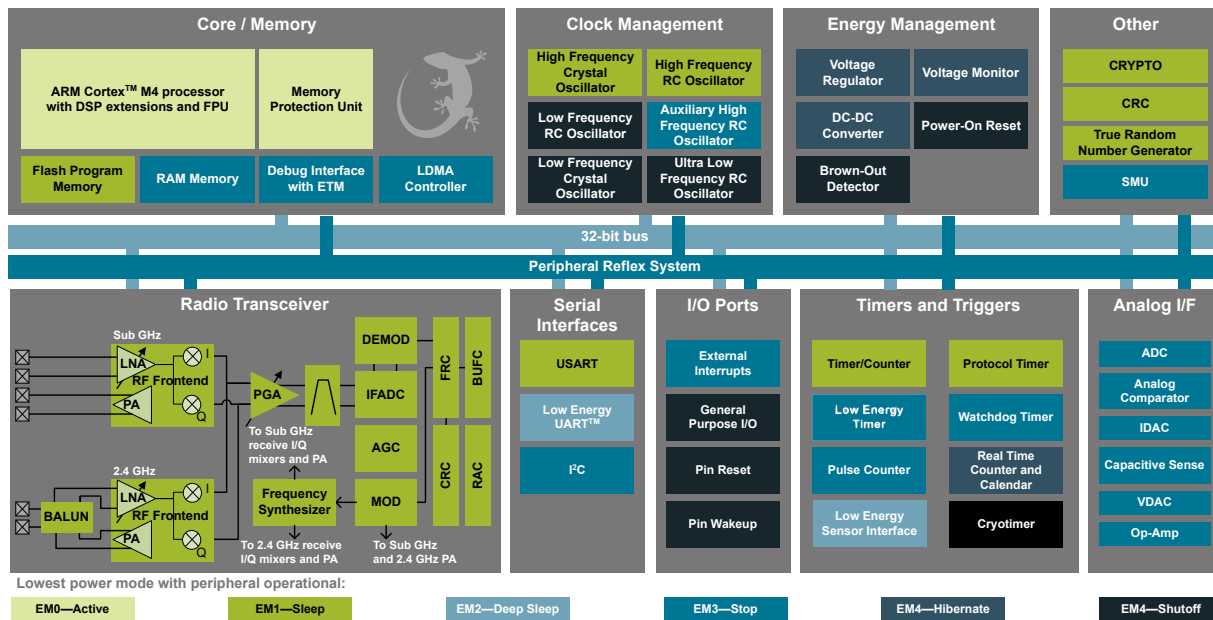 Core / Memory
ARM Cortex™ M4 processor
with DSP extensions and FPU
Memory
Protection Unit
Flash Program
Memory
RAM Memory
Debug Interface
with ETM
LDMA
Controller
Clock Management
High Frequency
Crystal
Oscillator
High Frequency
RC Oscillator
Low Frequency
RC Oscillator
Auxiliary High
Frequency RC
Oscillator
Low Frequency
Crystal
Oscillator
Ultra Low
Frequency RC
Oscillator
Energy Management
Voltage
Regulator
Voltage Monitor
DC-DC
Converter
Power-On Reset
Brown-Out
Detector
Other
CRYPTO
CRC
True Random
Number Generator
SMU
32-bit bus
Peripheral Reflex System
Radio Transceiver
Sub GHz
LNA
RF Frontend
PA
I
Q
2.4 GHz
BALUN
LNA
RF Frontend
PA
I
Q
PGA
To Sub GHz
receive I/Q
mixers and PA
Frequency
Synthesizer
To 2.4 GHz receive
I/Q mixers and PA
DEMOD
IFADC
AGC
MOD
To Sub GHz
and 2.4 GHz PA
FRC
BUFC
CRC
RAC
Serial
Interfaces
USART
Low Energy
UART™
I²C
I/O Ports
External
Interrupts
General
Purpose I/O
Pin Reset
Pin Wakeup
Timers and Triggers
Timer/Counter
Protocol Timer
Low Energy
Timer
Watchdog Timer
Pulse Counter
Real Time
Counter and
Calendar
Low Energy
Sensor Interface
Cryotimer
Analog I/F
ADC
Analog
Comparator
IDAC
Capacitive Sense
VDAC
Op-Amp
Lowest power mode with peripheral operational:
EM0—Active
EM1—Sleep
EM2—Deep Sleep
EM3—Stop
EM4—Hibernate
EM4—Shutoff